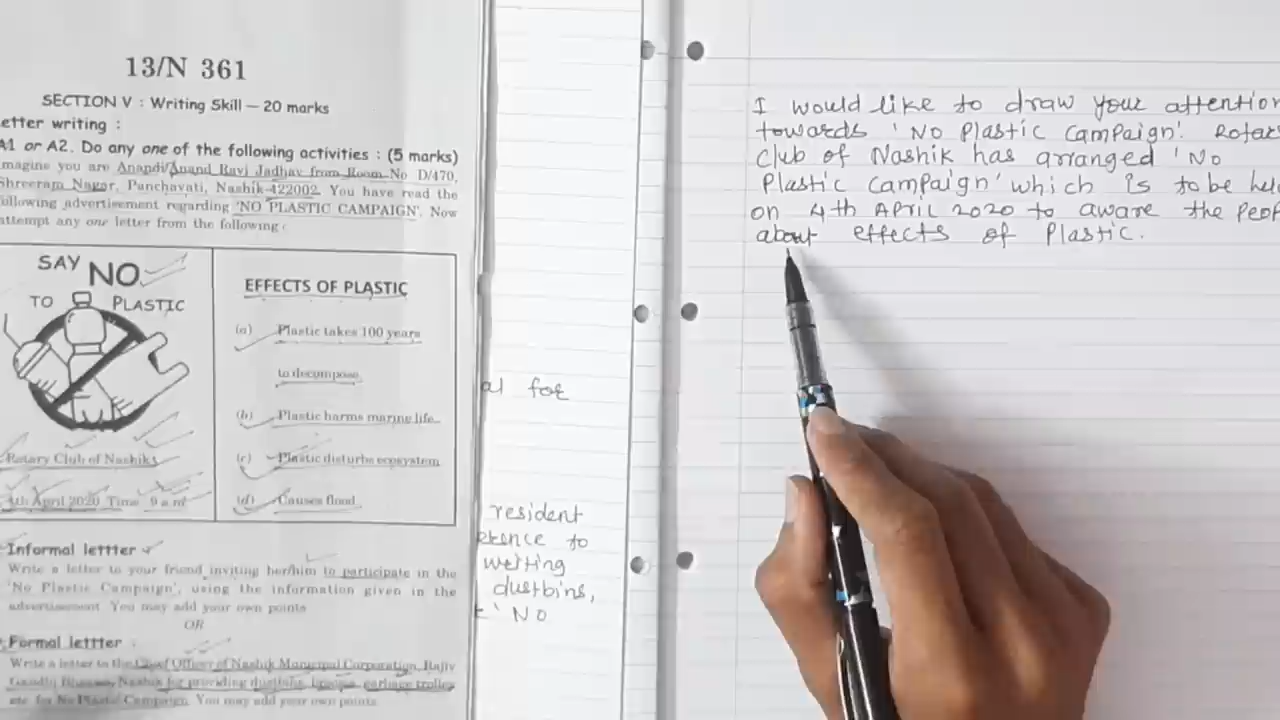 13/N 361
SECTION V : Writing Skill – 20 marks
etter writing :
A1 or A2. Do any one of the following activities : (5 marks)
magine you are Anandi/Anand Ravi Jadhav from Room No D/470,
Shreeram Nagar, Panchavati, Nashik-422002. You have read the
ollowing advertisement regarding 'NO PLASTIC CAMPAIGN'. Now
attempt any one letter from the following
SAY NO
TO PLASTIC
Rotary Club of Nashik
4th April 2020 Time 9 a.m
EFFECTS OF PLASTIC
(a) Plastic takes 100 years
to decompose.
(b) Plastic harms marine life.
(c) Plastic disturbs ecosystem
(d) Causes flood.
Informal lettter
Write a letter to your friend inviting her/him to participate in the
'No Plastic Campaign', using the information given in the
advertisement. You may add your own points
OR
Formal lettter
Write a letter to the Chief Officer of Nashik Municipal Corporation, Rajiv
Gandhi Bhavan, Nashik for providing dustbins, garbage trolley
etc for No Plastic Campaign. You may add your own points.
al for
resident
erence to
dustbins,
'No
I would like to draw your attention
towards 'No Plastic Campaign'. Rotar
Club of Nashik has arranged 'No
Plastic Campaign' which is to be hel
on 4th APRIL 2020 to aware the Peop
about effects of Plastic.